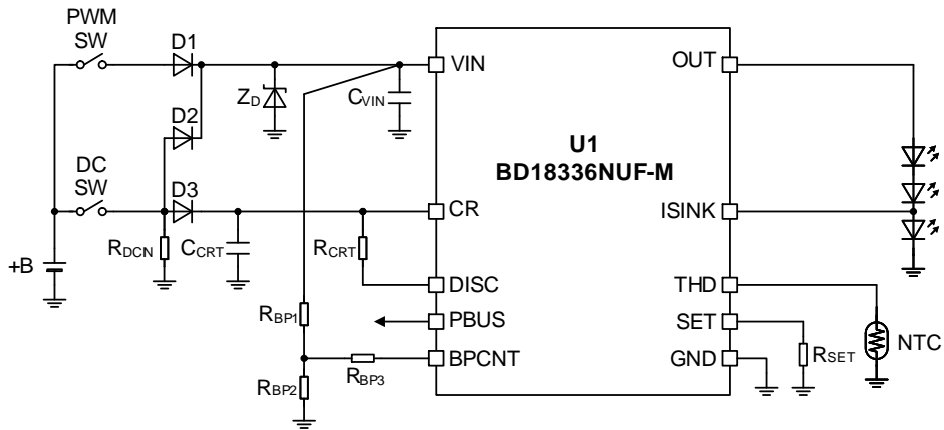 PWM
SW
D1
VIN
OUT
ZD
CVIN
D2
U1
BD18336NUF-M
DC
SW
D3
CR
ISINK
RDCIN
CCRT
RCRT
+B
DISC
THD
RBP1
PBUS
SET
NTC
BPCNT
GND
RSET
RBP3
RBP2